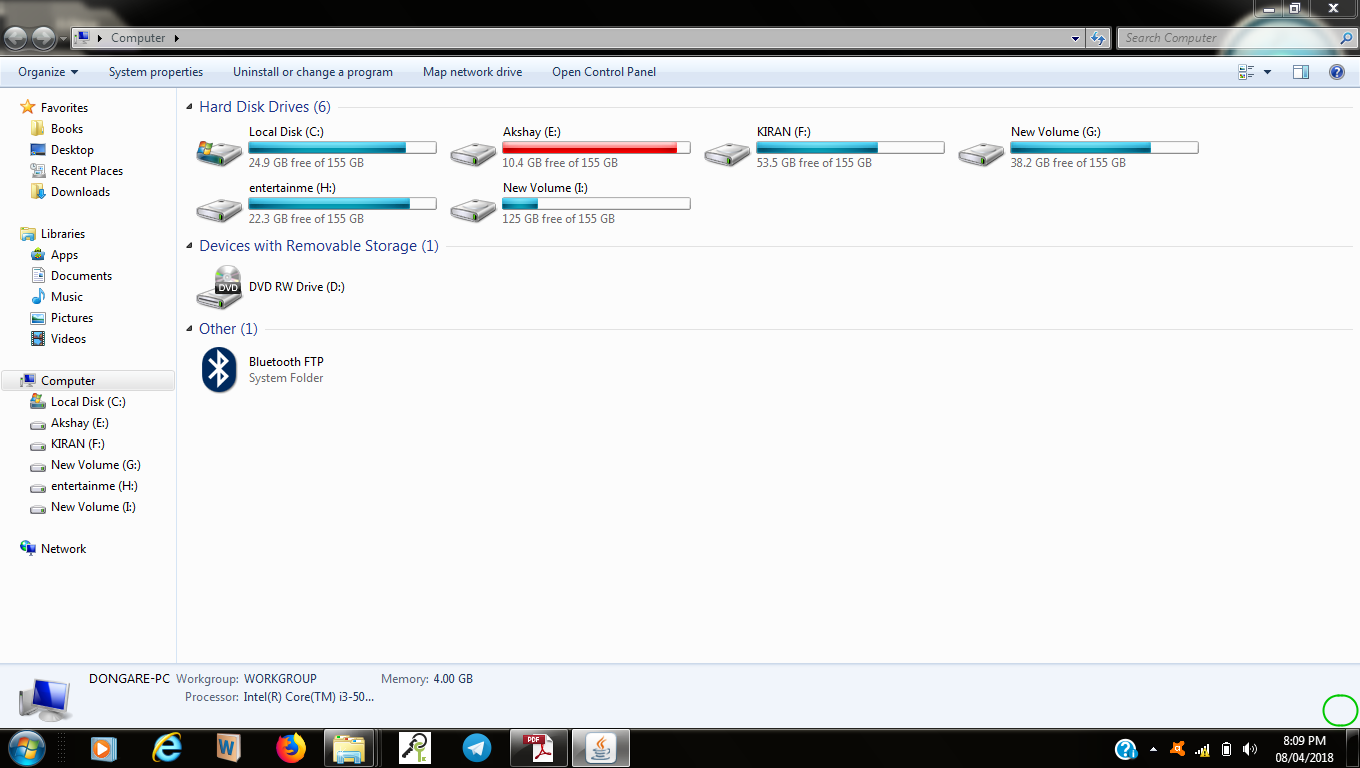 Computer
Search Computer
Organize System properties Uninstall or change a program Map network drive Open Control Panel
Favorites
Books
Desktop
Recent Places
Downloads
Libraries
Apps
Documents
Music
Pictures
Videos
Computer
Local Disk (C:)
Akshay (E:)
KIRAN (F:)
New Volume (G:)
entertainme (H:)
New Volume (I:)
Network
Hard Disk Drives (6)
Local Disk (C:)
24.9 GB free of 155 GB
Akshay (E:)
10.4 GB free of 155 GB
KIRAN (F:)
53.5 GB free of 155 GB
New Volume (G:)
38.2 GB free of 155 GB
entertainme (H:)
22.3 GB free of 155 GB
New Volume (I:)
125 GB free of 155 GB
Devices with Removable Storage (1)
DVD
DVD RW Drive (D:)
Other (1)
Bluetooth FTP
System Folder
DONGARE-PC Workgroup: WORKGROUP Memory: 4.00 GB
Processor: Intel(R) Core(TM) i3-50...
W
PDF
8:09 PM
08/04/2018